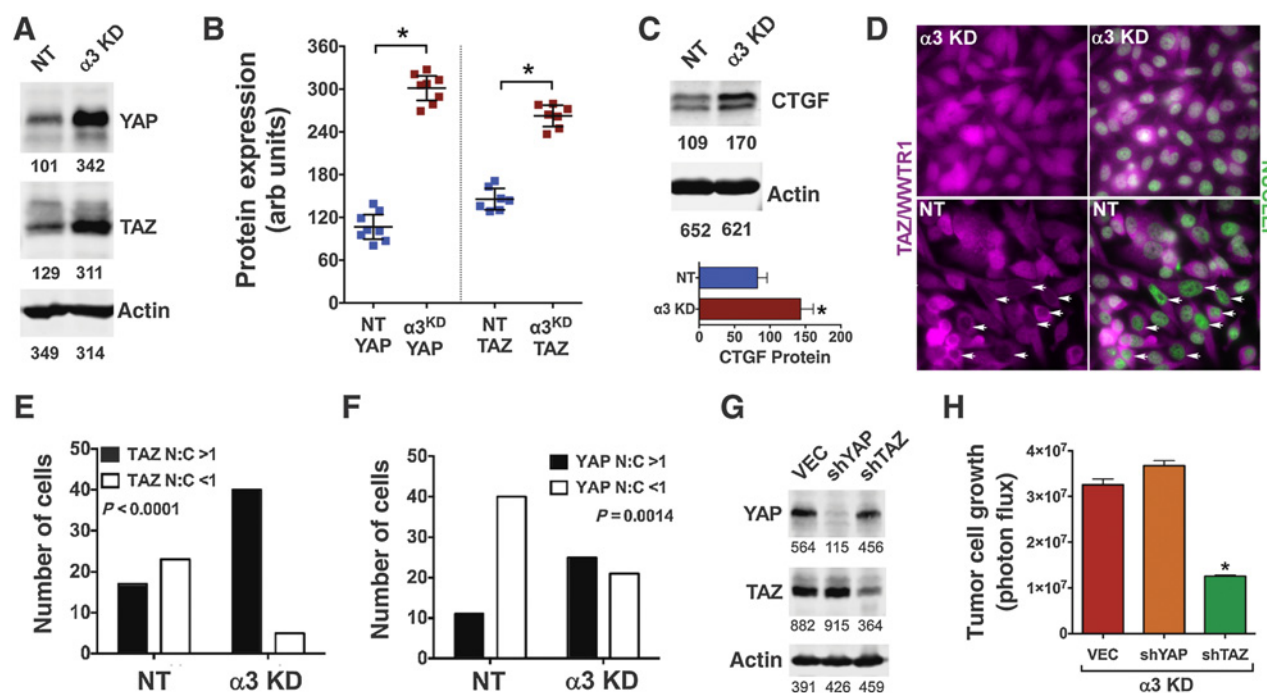 A
NT
α3 KD
YAP
101 342
TAZ
129 311
Actin
349 314
B
Protein expression
(arb units)
360
300
240
180
120
60
0
*
*
NT
YAP
α3KD
YAP
NT
TAZ
α3KD
TAZ
C
NT
α3 KD
CTGF
109 170
Actin
652 621
NT
α3 KD
*
0 50 100 150 200
CTGF Protein
D
α3 KD
α3 KD
NT
NT
TAZ/WWTR1
E
Number of cells
50
40
30
20
10
0
TAZ N:C >1
TAZ N:C <1
P < 0.0001
NT α3 KD
F
Number of cells
50
40
30
20
10
0
YAP N:C >1
YAP N:C <1
P = 0.0014
NT α3 KD
G
VEC
shYAP
shTAZ
YAP
564 115 456
TAZ
882 915 364
Actin
391 426 459
H
Tumor cell growth
(photon flux)
4×10⁷
3×10⁷
2×10⁷
1×10⁷
0
*
VEC shYAP shTAZ
α3 KD